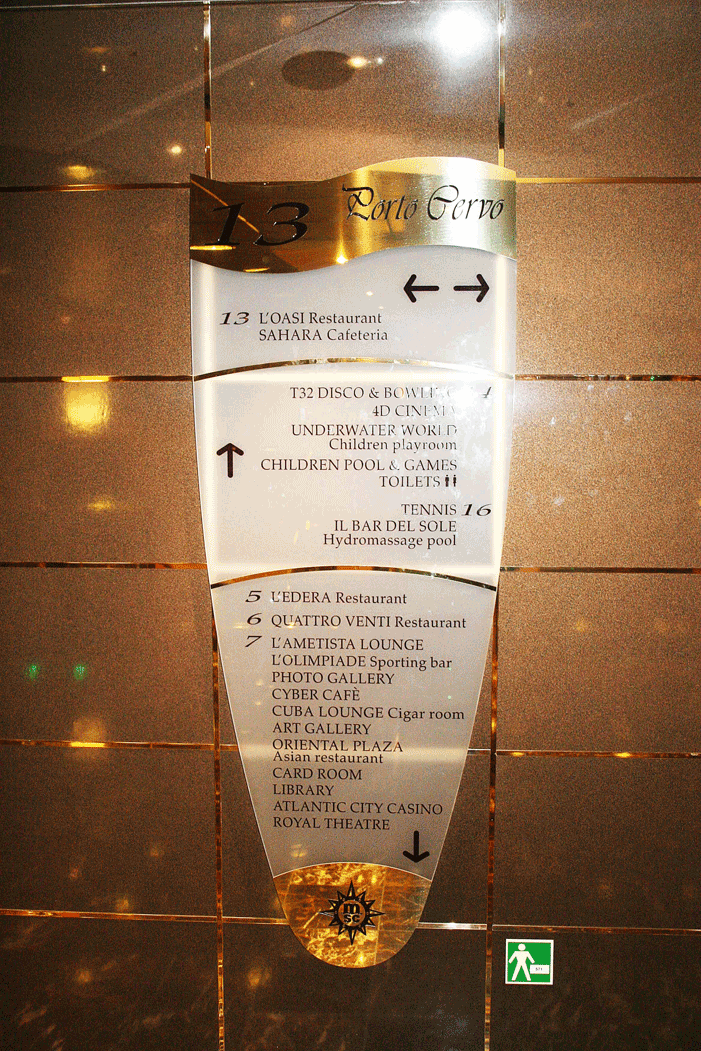 13 Porto Cervo
← →
13 L'OASI Restaurant
SAHARA Cafeteria
T32 DISCO & BOWLING
4D CINEMA
UNDERWATER WORLD
Children playroom
↑
CHILDREN POOL & GAMES
TOILETS
TENNIS 16
IL BAR DEL SOLE
Hydromassage pool
5 L'EDERA Restaurant
6 QUATTRO VENTI Restaurant
7 L'AMETISTA LOUNGE
L'OLIMPIADE Sporting bar
PHOTO GALLERY
CYBER CAFÈ
CUBA LOUNGE Cigar room
ART GALLERY
ORIENTAL PLAZA
Asian restaurant
CARD ROOM
LIBRARY
ATLANTIC CITY CASINO
ROYAL THEATRE
↓
msc